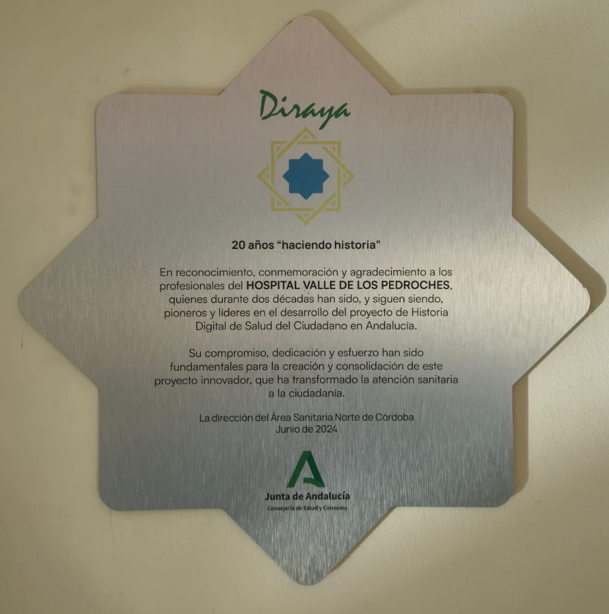 Diraya
20 años “haciendo historia”
En reconocimiento, conmemoración y agradecimiento a los
profesionales del HOSPITAL VALLE DE LOS PEDROCHES,
quienes durante dos décadas han sido, y siguen siendo,
pioneros y líderes en el desarrollo del proyecto de Historia
Digital de Salud del Ciudadano en Andalucía.
Su compromiso, dedicación y esfuerzo han sido
fundamentales para la creación y consolidación de este
proyecto innovador, que ha transformado la atención sanitaria
a la ciudadanía.
La dirección del Área Sanitaria Norte de Córdoba
Junio de 2024
Junta de Andalucía
Consejería de Salud y Consumo